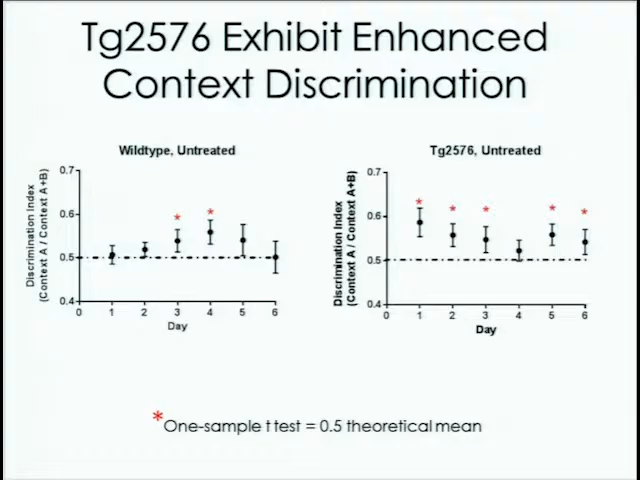 Tg2576 Exhibit Enhanced
Context Discrimination
Wildtype, Untreated
Discrimination Index
(Context A / Context A+B)
0.7
0.6
0.5
0.4
* *
0 1 2 3 4 5 6
Day
Tg2576, Untreated
Discrimination Index
(Context A / Context A+B)
0.7
0.6
0.5
0.4
* * * * *
0 1 2 3 4 5 6
Day
*One-sample t test = 0.5 theoretical mean